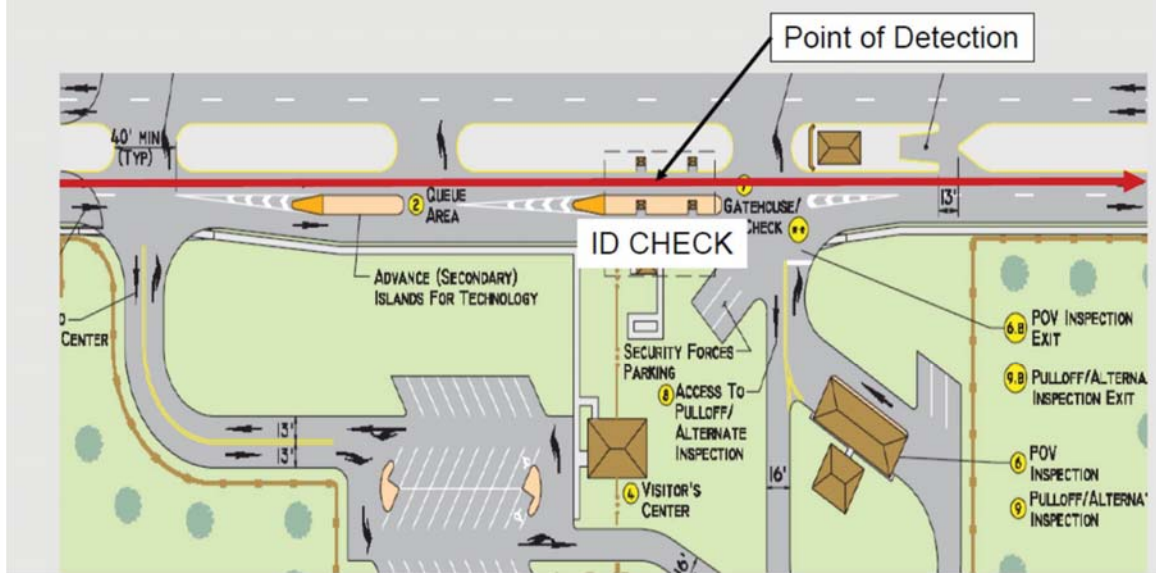 Point of Detection
40' MIN
(TYP)
2
QUEUE
AREA
GATEHOUSE/
CHECK
13'
ID CHECK
ADVANCE (SECONDARY)
ISLANDS FOR TECHNOLOGY
CENTER
SECURITY FORCES
PARKING
8
ACCESS TO
PULLOFF/
ALTERNATE
INSPECTION
6.B
POV INSPECTION
EXIT
9.B
PULLOFF/ALTERNA
INSPECTION EXIT
13'
13'
16'
6
POV
INSPECTION
4
VISITOR'S
CENTER
9
PULLOFF/ALTERNA
INSPECTION
16'